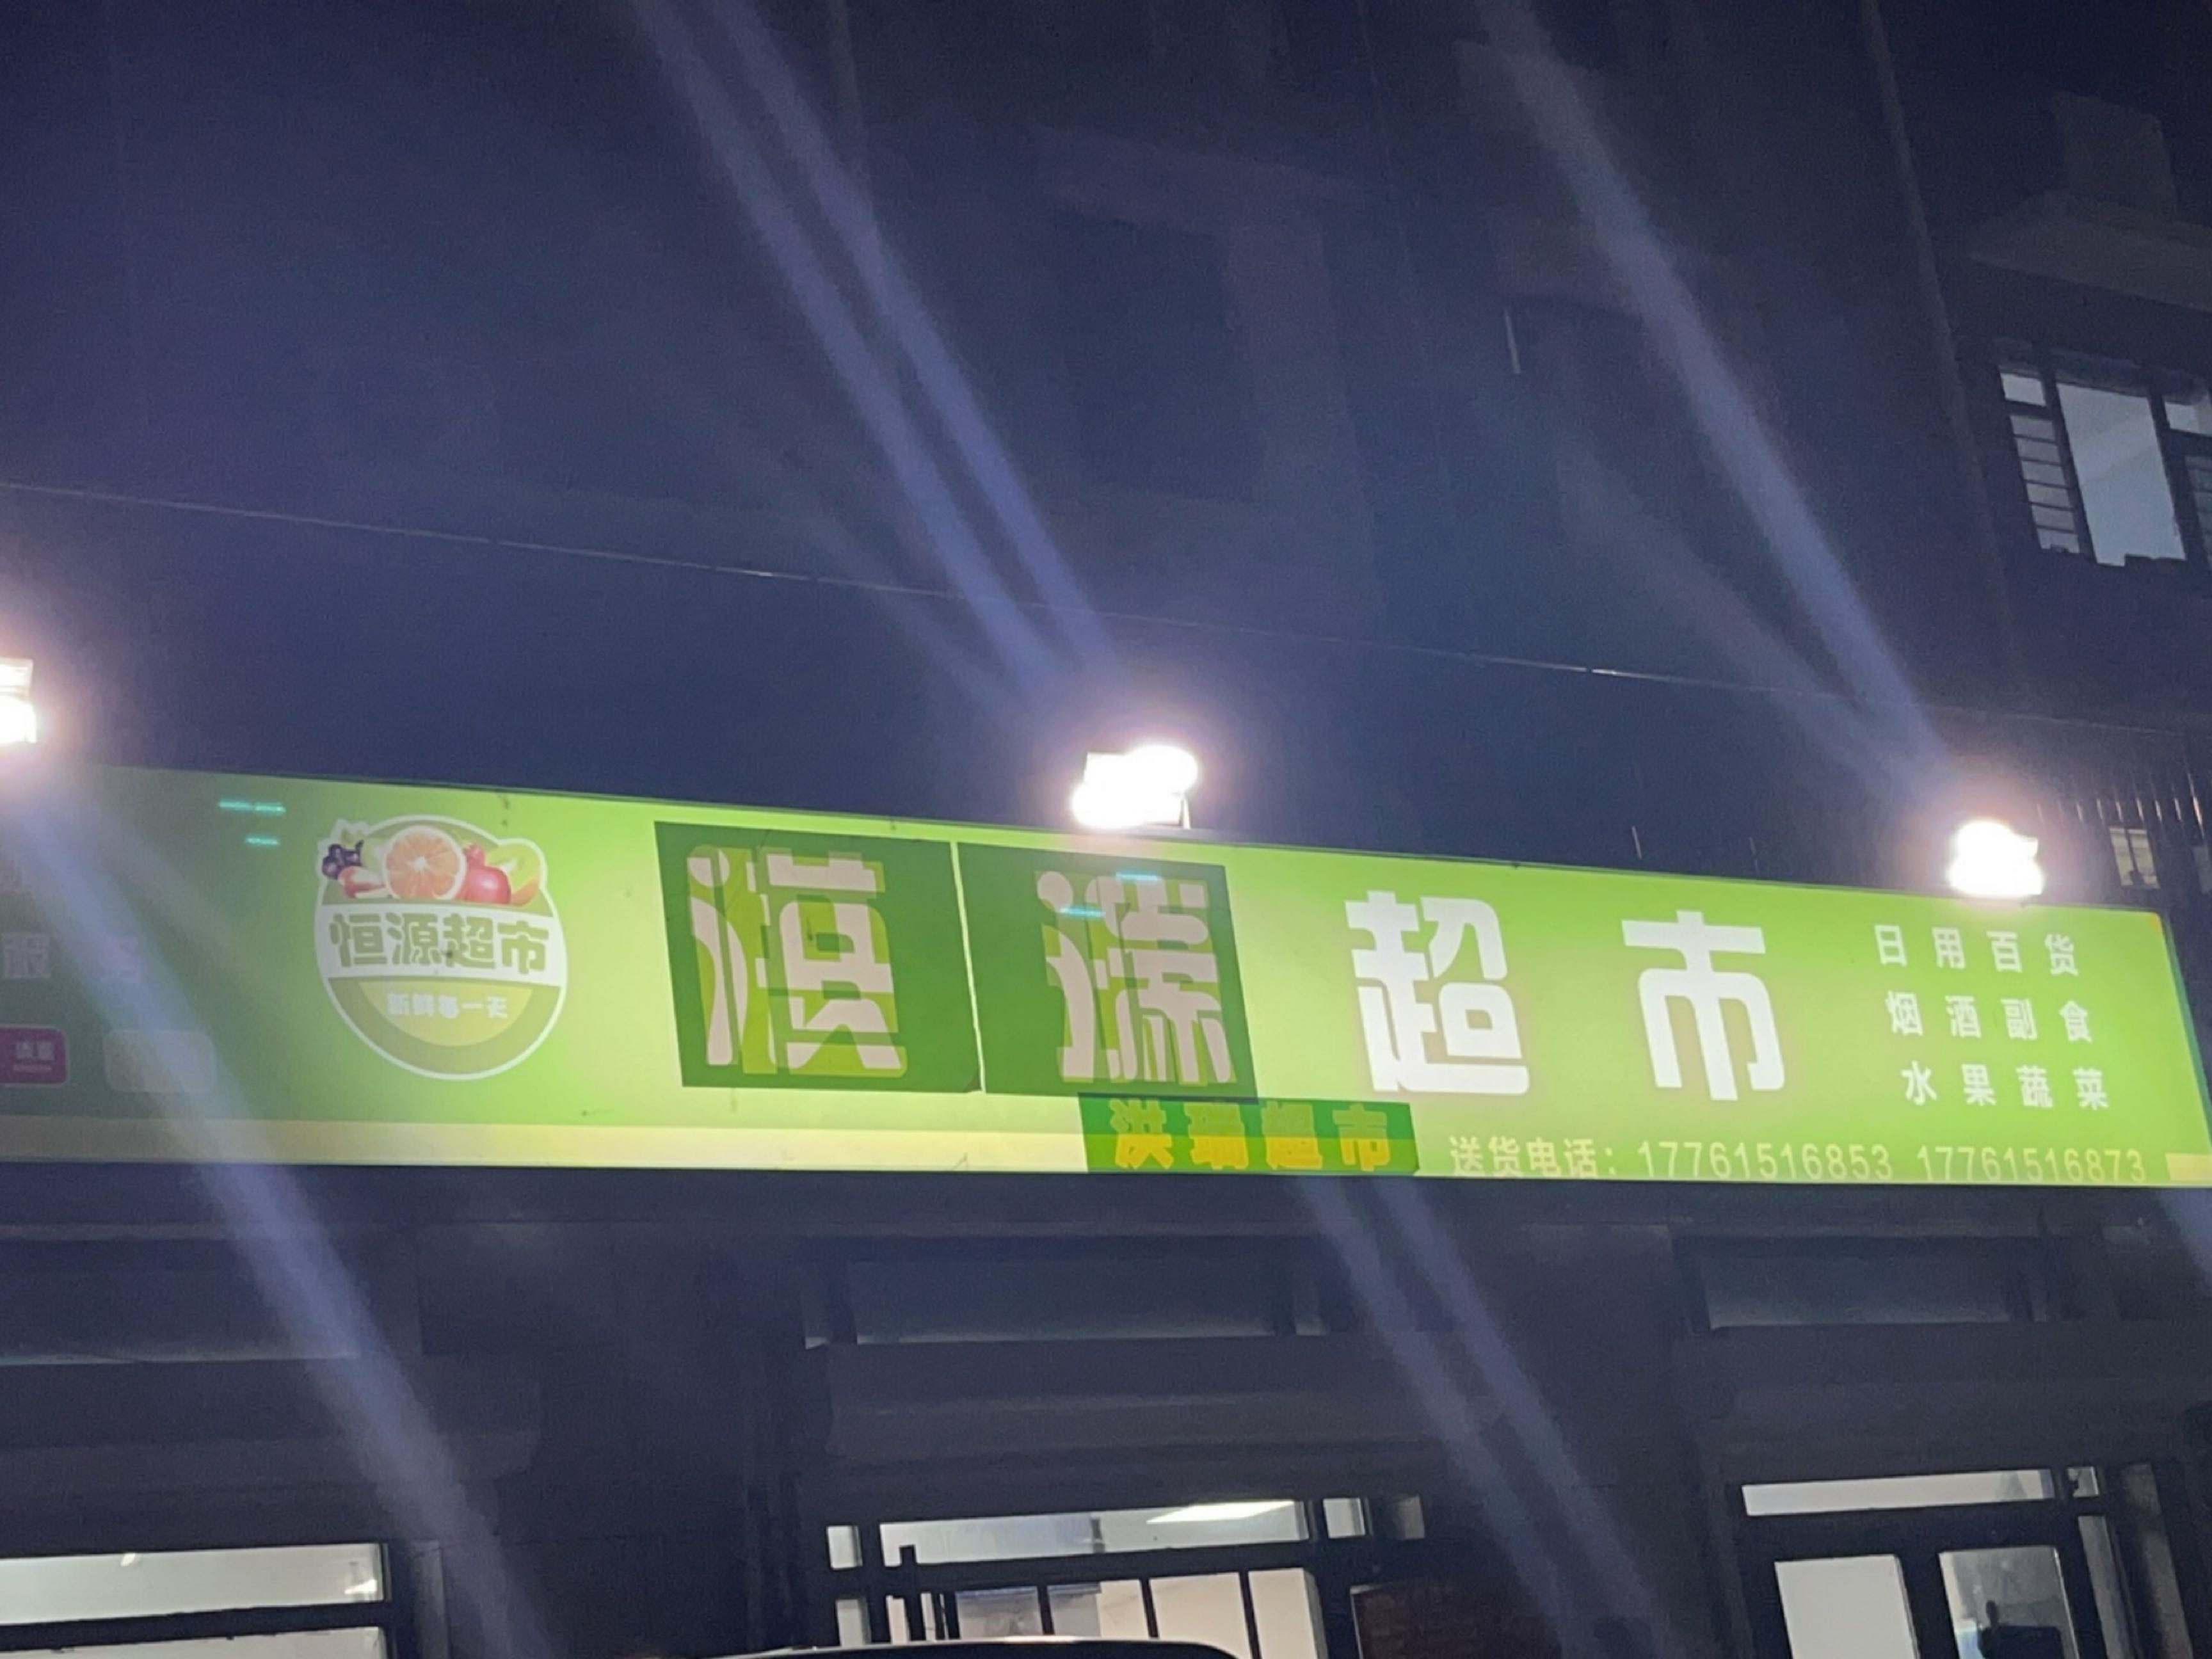 恒源超市
新鲜每一天
超市
日用百货
烟酒副食
水果蔬菜
洪瑞超市
送货电话：17761516853 17761516873